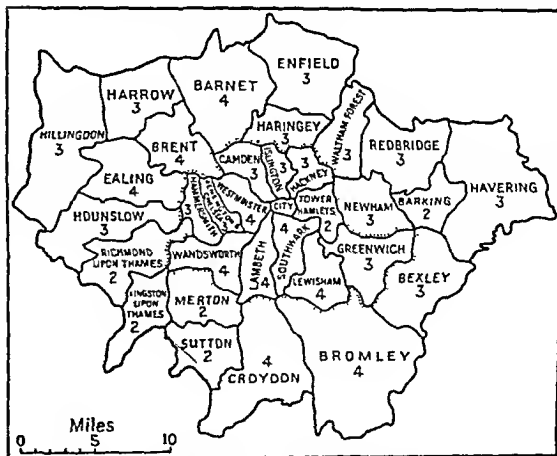 ENFIELD
3
BARNET
4
HARROW
3
HILLINGDON
3
WALTHAM FOREST
3
HARINGEY
3
REDBRIDGE
3
BRENT
4
CAMDEN
3
ISLINGTON
3
HACKNEY
3
HAVERING
3
EALING
4
HAMMERSMITH
3
KENSINGTON
CHELSEA
WESTMINSTER
4
CITY
TOWER
HAMLETS
2
NEWHAM
3
BARKING
2
HOUNSLOW
3
RICHMOND
UPON THAMES
2
WANDSWORTH
4
LAMBETH
4
SOUTHWARK
4
LEWISHAM
4
GREENWICH
3
BEXLEY
3
KINGSTON
UPON
THAMES
2
MERTON
2
SUTTON
2
4
CROYDON
BROMLEY
4
Miles
0 5 10